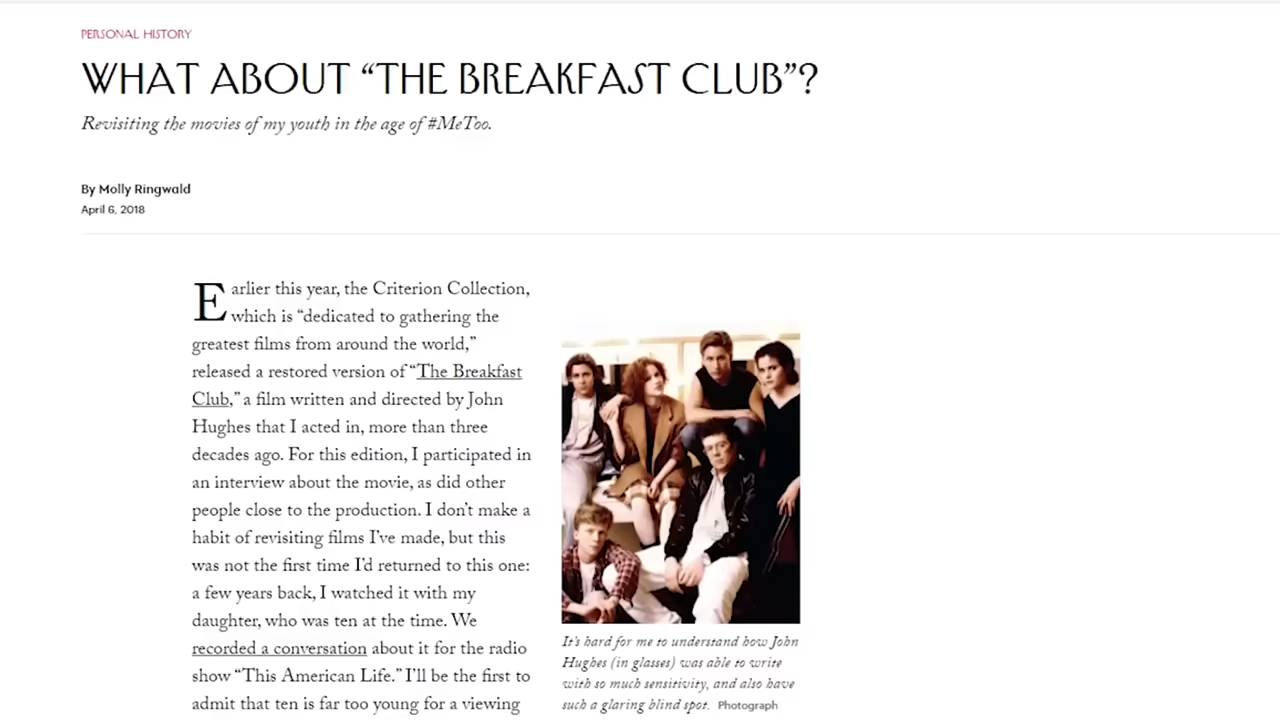 PERSONAL HISTORY
WHAT ABOUT “THE BREAKFAST CLUB”?
Revisiting the movies of my youth in the age of #MeToo.
By Molly Ringwald
April 6, 2018
Earlier this year, the Criterion Collection,
which is “dedicated to gathering the
greatest films from around the world,”
released a restored version of “The Breakfast
Club,” a film written and directed by John
Hughes that I acted in, more than three
decades ago. For this edition, I participated in
an interview about the movie, as did other
people close to the production. I don’t make a
habit of revisiting films I’ve made, but this
was not the first time I’d returned to this one:
a few years back, I watched it with my
daughter, who was ten at the time. We
recorded a conversation about it for the radio
show “This American Life.” I’ll be the first to
admit that ten is far too young for a viewing
It’s hard for me to understand how John
Hughes (in glasses) was able to write
with so much sensitivity, and also have
such a glaring blind spot. Photograph